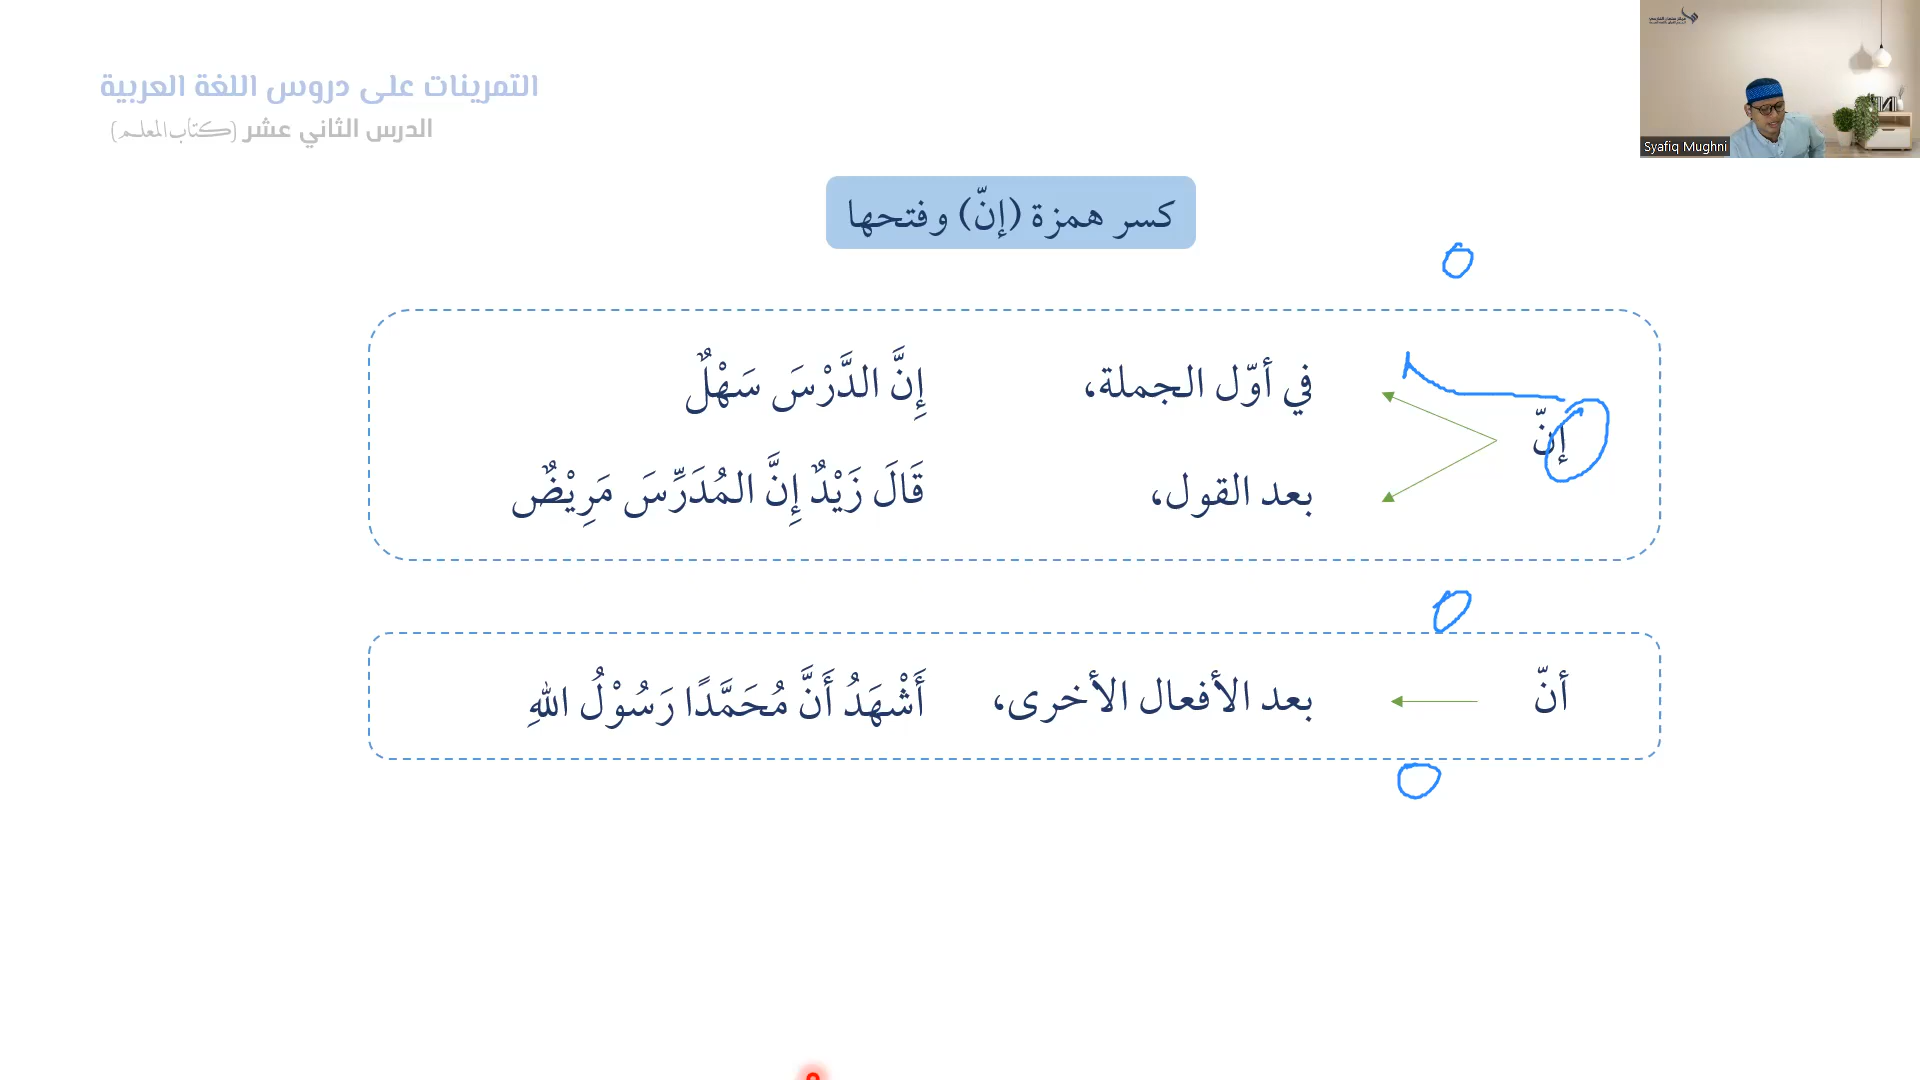 التمرينات على دروس اللغة العربية
الدرس الثاني عشر (كتاب المعلم)
Syafiq Mughni
كسر همزة (إنّ) وفتحها
إنّ
في أوّل الجملة، إِنَّ الدَّرْسَ سَهْلٌ
بعد القول، قَالَ زَيْدٌ إِنَّ المُدَرِّسَ مَرِيْضٌ
أنّ
بعد الأفعال الأخرى، أَشْهَدُ أَنَّ مُحَمَّدًا رَسُوْلُ اللهِ